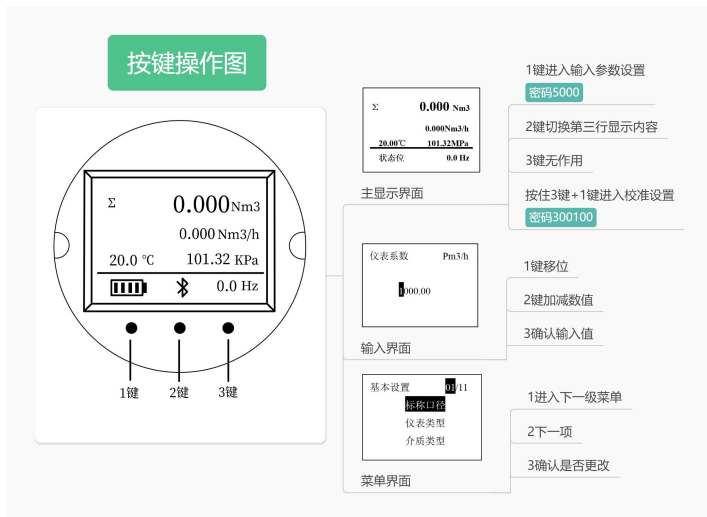 按键操作图
Σ 0.000 Nm3
0.000 Nm3/h
20.0 ℃ 101.32 KPa
0.0 Hz
1键 2键 3键
Σ 0.000 Nm3
0.000Nm3/h
20.00℃ 101.32MPa
状态位 0.0 Hz
主显示界面
1键进入输入参数设置
密码5000
2键切换第三行显示内容
3键无作用
按住3键+1键进入校准设置
密码300100
仪表系数 Pm3/h
1000.00
输入界面
1键移位
2键加减数值
3确认输入值
基本设置 01/11
标称口径
仪表类型
介质类型
菜单界面
1进入下一级菜单
2下一项
3确认是否更改